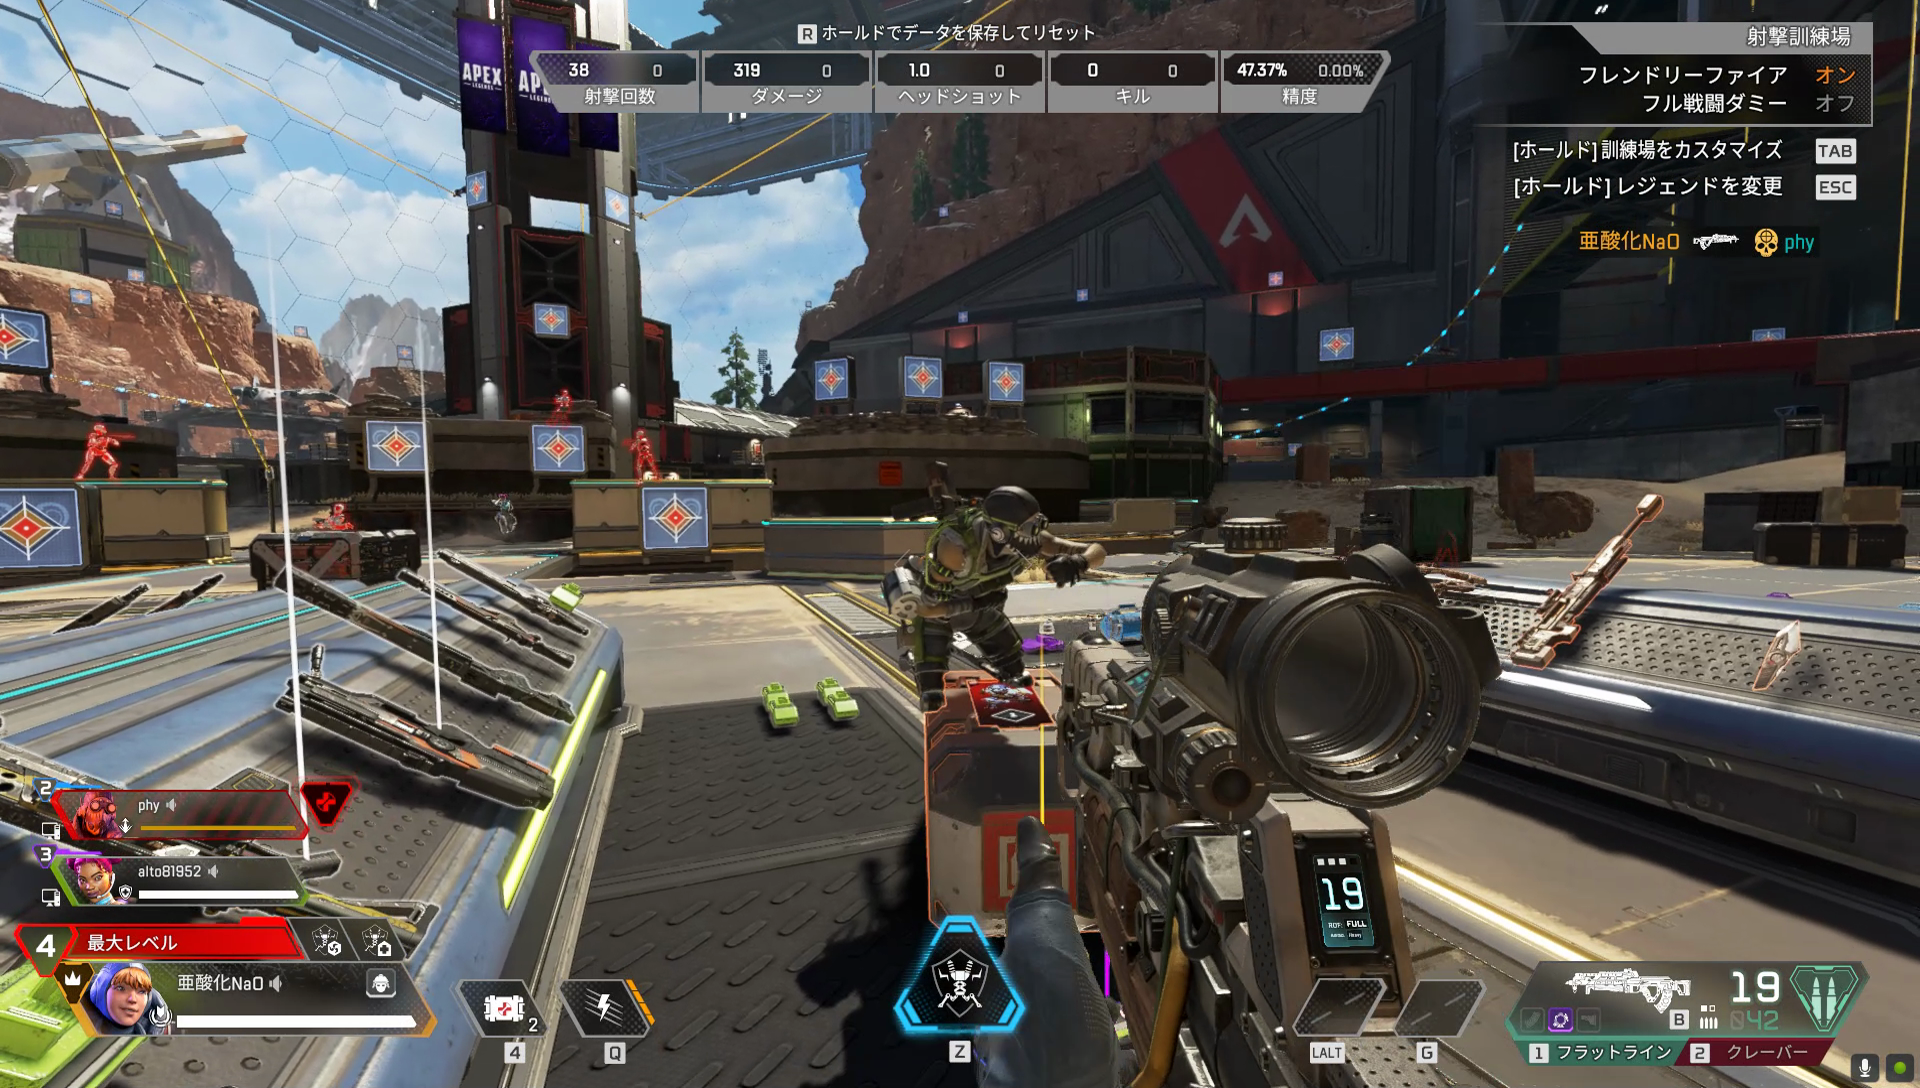 R ホールドでデータを保存してリセット
38 0
射撃回数
319 0
ダメージ
1.0 0
ヘッドショット
0 0
キル
47.37% 0.00%
精度
射撃訓練場
フレンドリーファイア オン
フル戦闘ダミー オフ
[ホールド]訓練場をカスタマイズ TAB
[ホールド]レジェンドを変更 ESC
亜酸化NaO phy
APEX
LEGENDS
2
phy
3
alto81952
4 最大レベル
亜酸化NaO
2
4
Q
Z
LALT
G
19
FULL
19
B
042
1 フラットライン
2 クレーバー